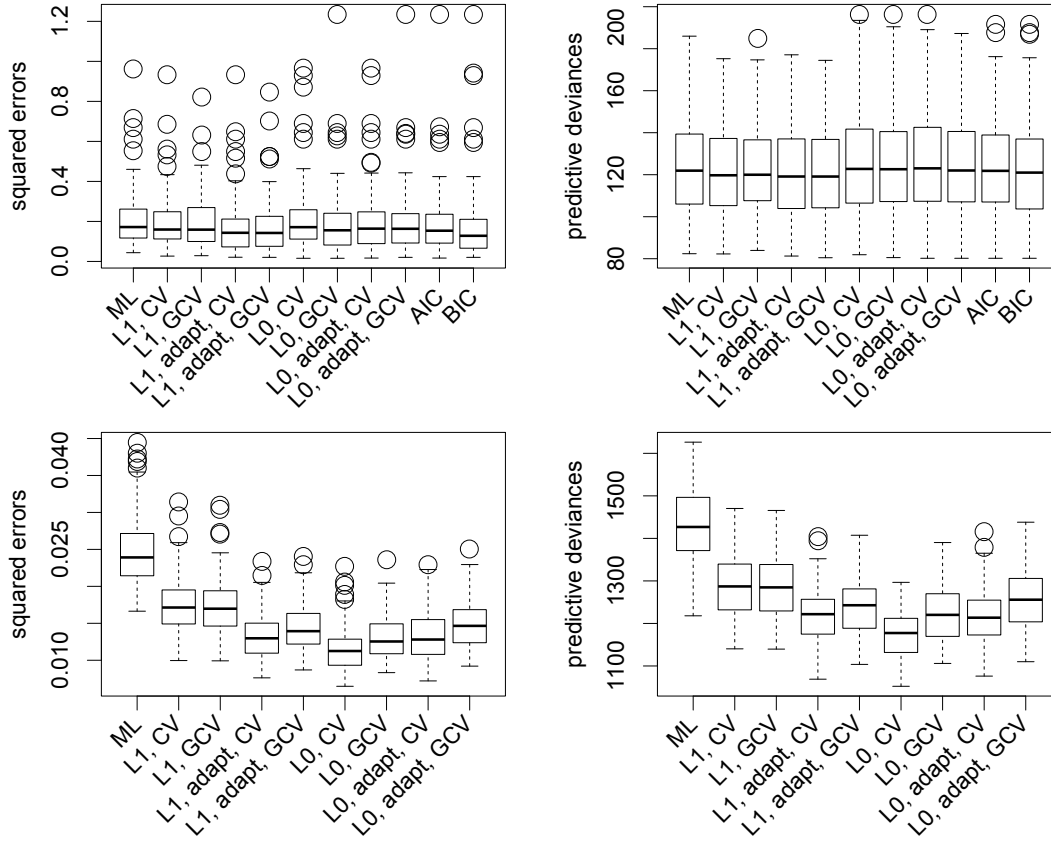 squared errors
0.0 0.4 0.8 1.2
ML
L1, CV
L1, GCV
L1, adapt, CV
L1, adapt, GCV
L0, CV
L0, GCV
L0, adapt, CV
L0, adapt, GCV
AIC
BIC
predictive deviances
80 120 160 200
ML
L1, CV
L1, GCV
L1, adapt, CV
L1, adapt, GCV
L0, CV
L0, GCV
L0, adapt, CV
L0, adapt, GCV
AIC
BIC
squared errors
0.010 0.025 0.040
ML
L1, CV
L1, GCV
L1, adapt, CV
L1, adapt, GCV
L0, CV
L0, GCV
L0, adapt, CV
L0, adapt, GCV
predictive deviances
1100 1300 1500
ML
L1, CV
L1, GCV
L1, adapt, CV
L1, adapt, GCV
L0, CV
L0, GCV
L0, adapt, CV
L0, adapt, GCV